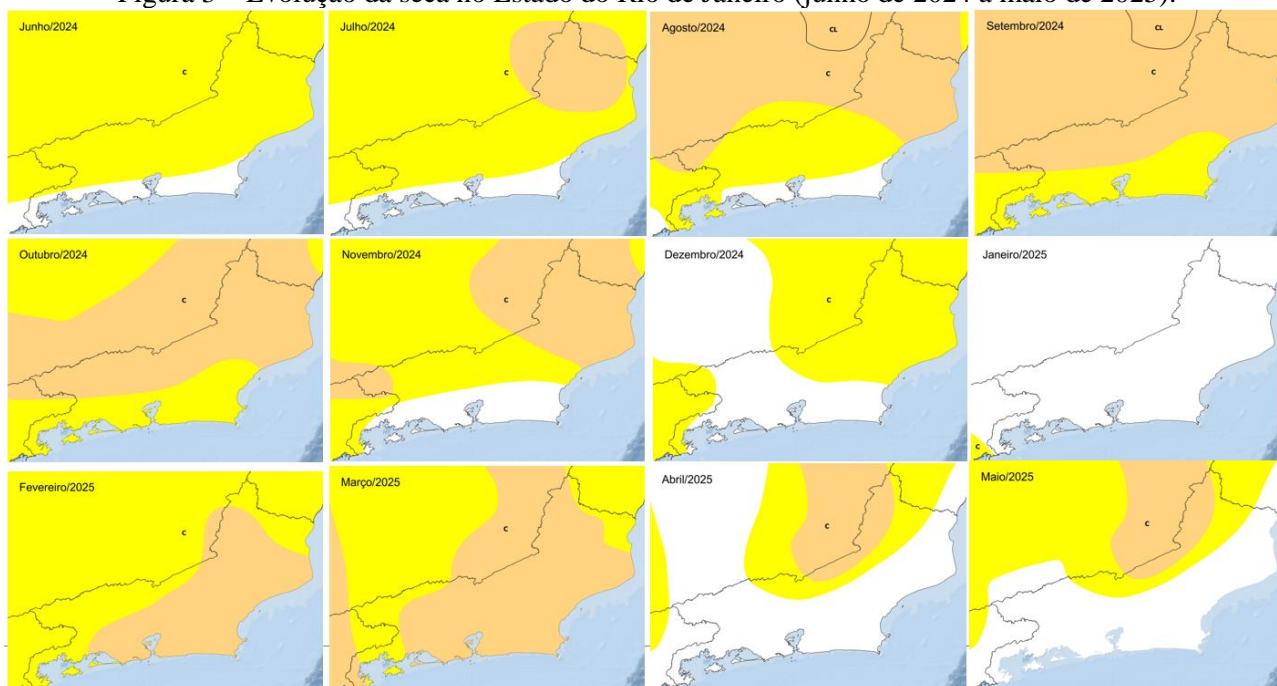 Figura 3 – Evolução da seca no Estado do Rio de Janeiro (junho de 2024 a maio de 2025).
Junho/2024
C
Julho/2024
C
Agosto/2024
CL
C
Setembro/2024
CL
C
Outubro/2024
C
Novembro/2024
C
Dezembro/2024
C
Janeiro/2025
C
Fevereiro/2025
C
Março/2025
C
Abril/2025
C
Maio/2025
C